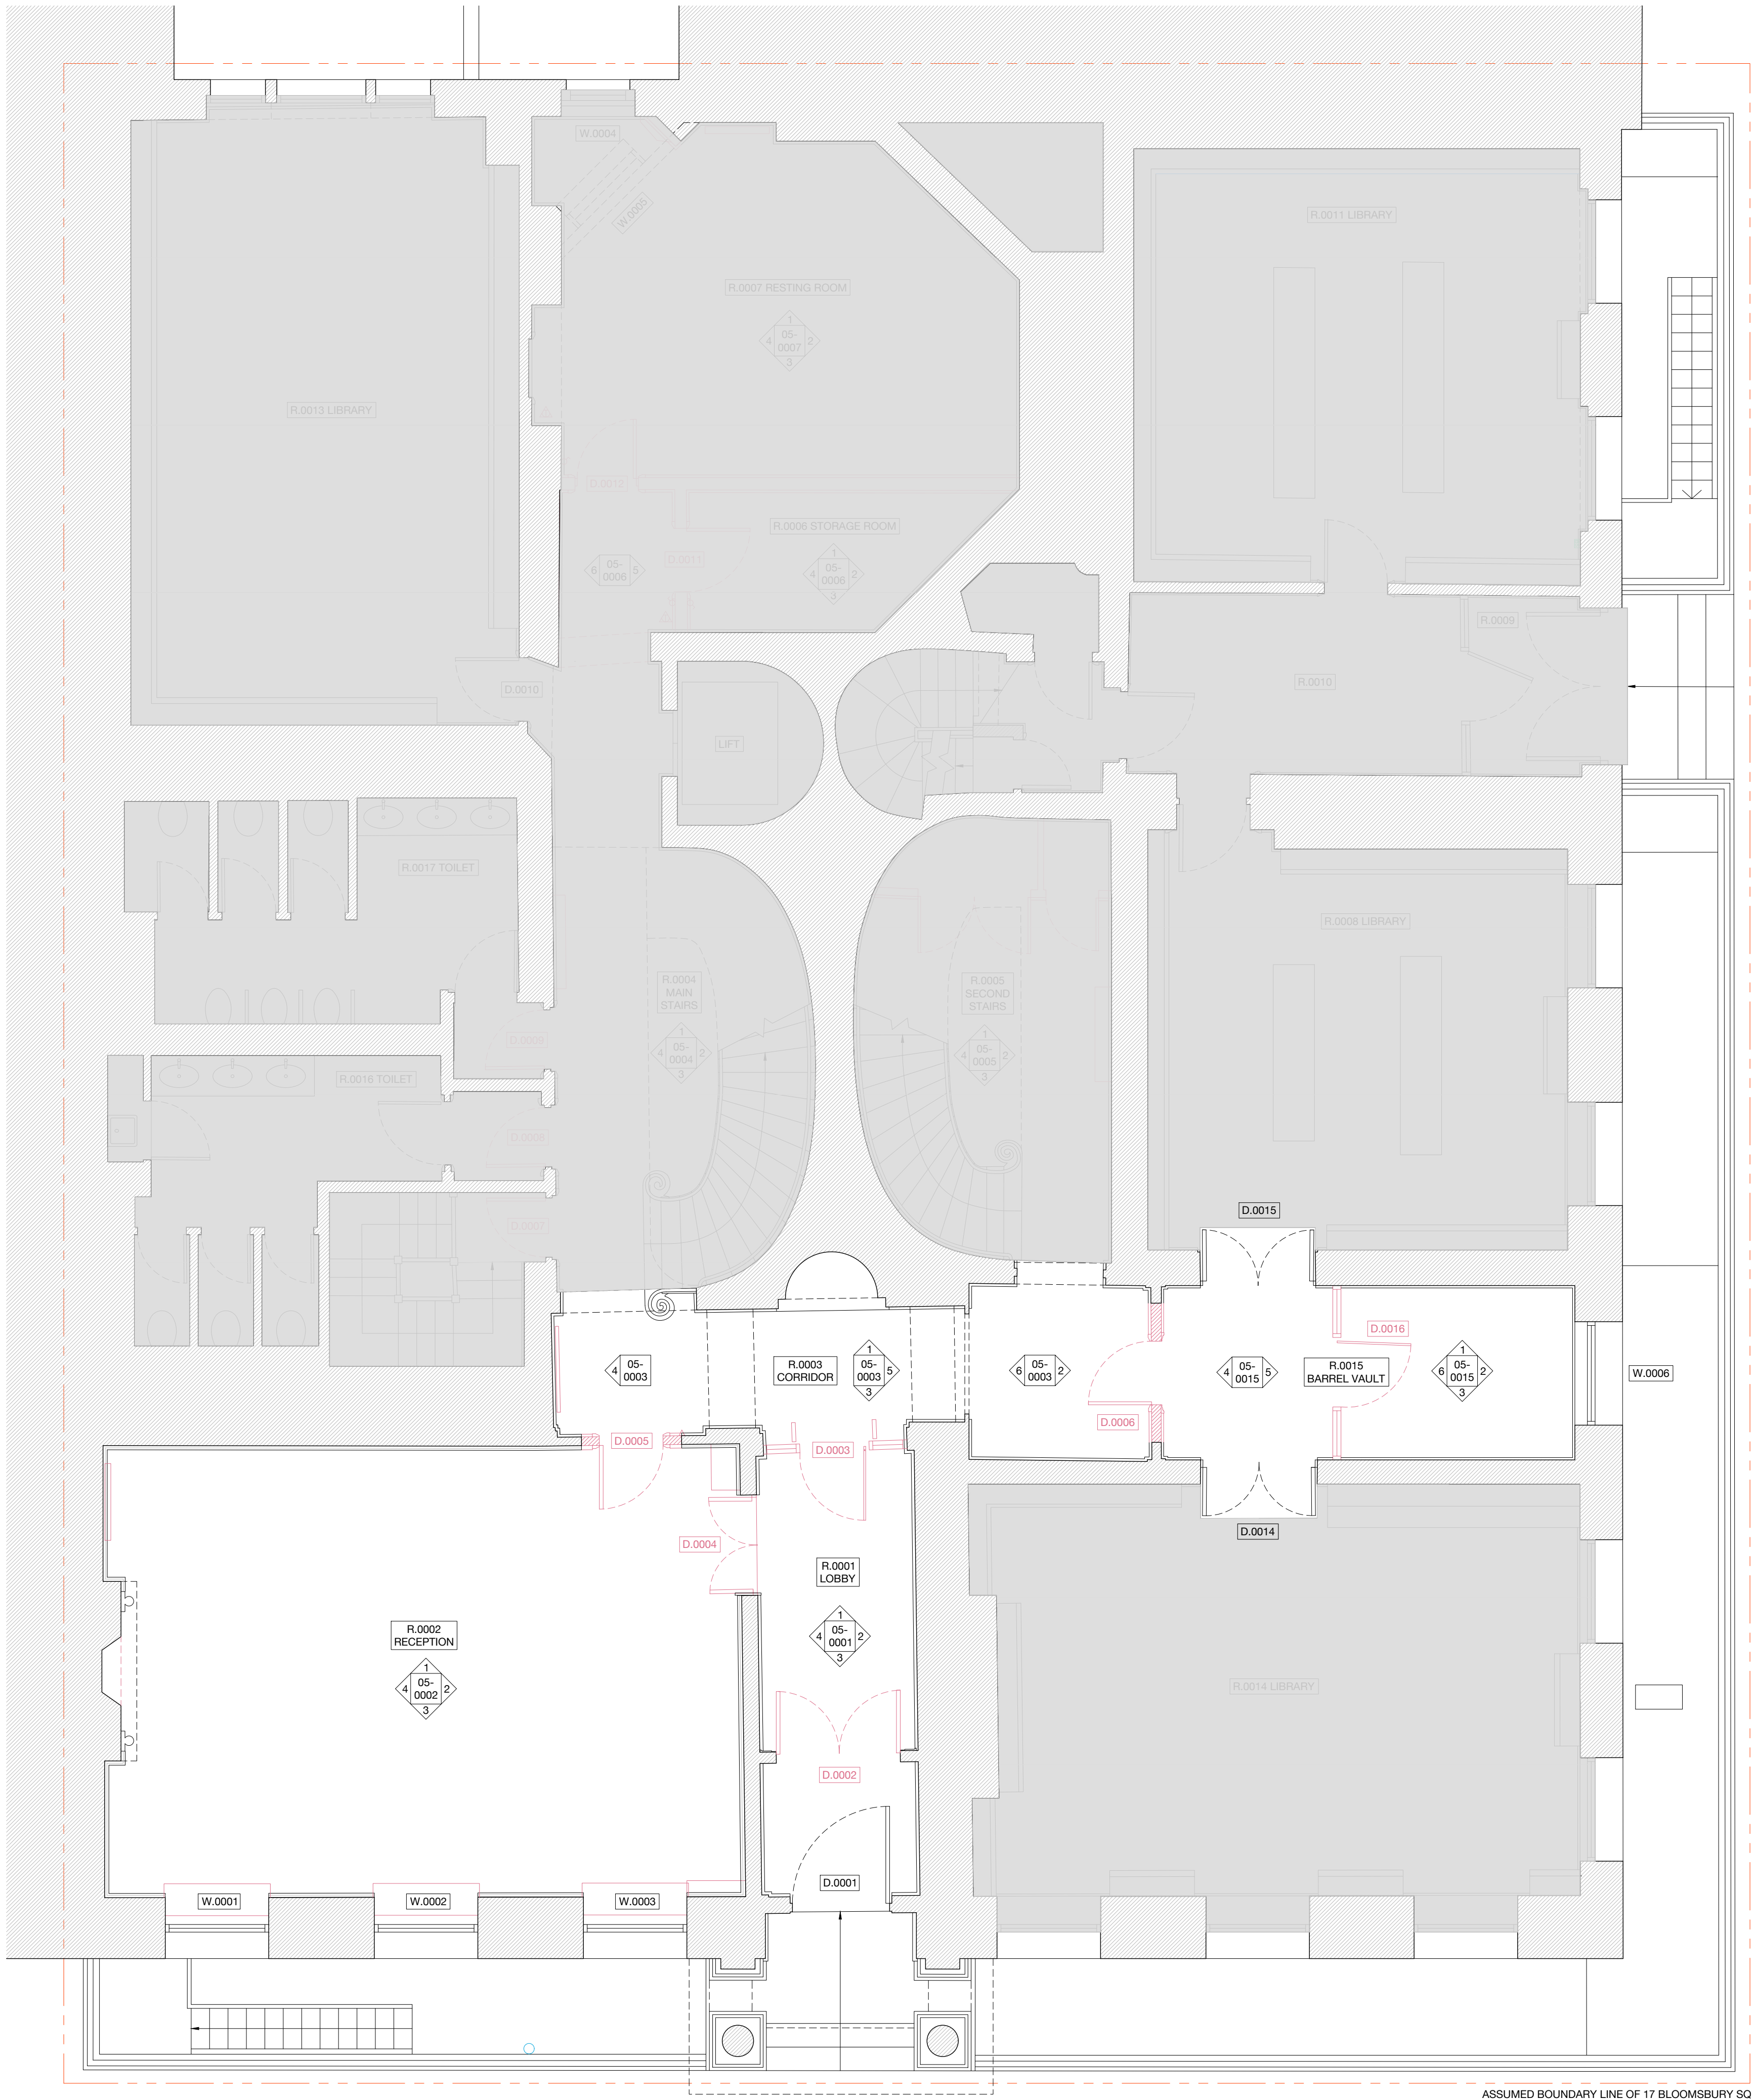 W.0004
W.0005
R.0011 LIBRARY
R.0007 RESTING ROOM
1
4
05-
0007
2
3
R.0013 LIBRARY
D.0012
R.0006 STORAGE ROOM
D.0011
6
05-
0006
5
1
4
05-
0006
2
3
R.0009
D.0010
R.0010
LIFT
R.0017 TOILET
R.0008 LIBRARY
R.0004
MAIN
STAIRS
R.0005
SECOND
STAIRS
1
4
05-
0004
2
3
1
4
05-
0005
2
3
D.0009
R.0016 TOILET
D.0008
D.0007
D.0015
D.0016
4
05-
0003
R.0003
CORRIDOR
1
05-
0003
5
3
6
05-
0003
2
4
05-
0015
5
R.0015
BARREL VAULT
1
6
05-
0015
2
3
W.0006
D.0006
D.0005
D.0003
D.0004
D.0014
R.0001
LOBBY
R.0002
RECEPTION
1
4
05-
0001
2
3
1
4
05-
0002
2
3
R.0014 LIBRARY
D.0002
D.0001
W.0001
W.0002
W.0003
ASSUMED BOUNDARY LINE OF 17 BLOOMSBURY SQ